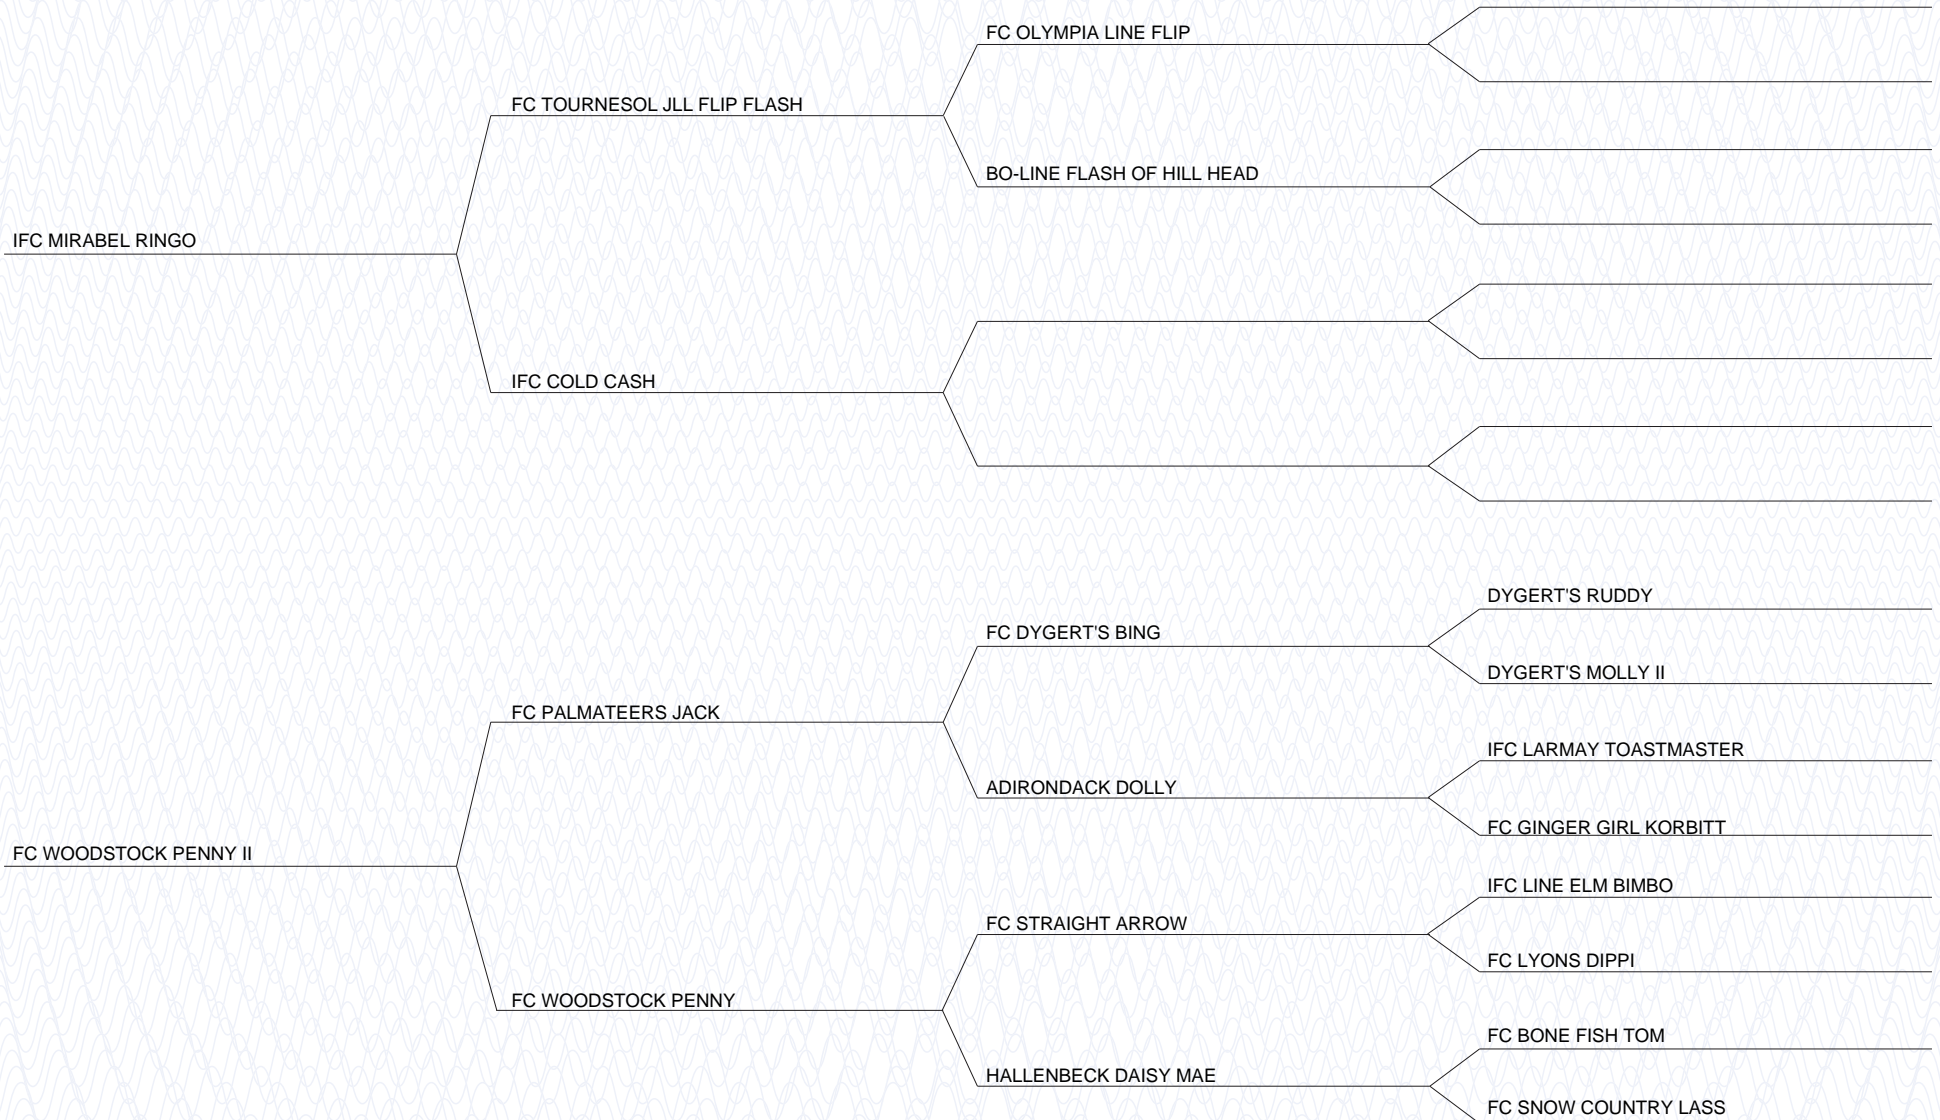 FC OLYMPIA LINE FLIP
FC TOURNESOL JLL FLIP FLASH
BO-LINE FLASH OF HILL HEAD
IFC MIRABEL RINGO
IFC COLD CASH
DYGERT'S RUDDY
FC DYGERT'S BING
DYGERT'S MOLLY II
FC PALMATEERS JACK
IFC LARMAY TOASTMASTER
ADIRONDACK DOLLY
FC GINGER GIRL KORBITT
FC WOODSTOCK PENNY II
IFC LINE ELM BIMBO
FC STRAIGHT ARROW
FC LYONS DIPPI
FC WOODSTOCK PENNY
FC BONE FISH TOM
HALLENBECK DAISY MAE
FC SNOW COUNTRY LASS